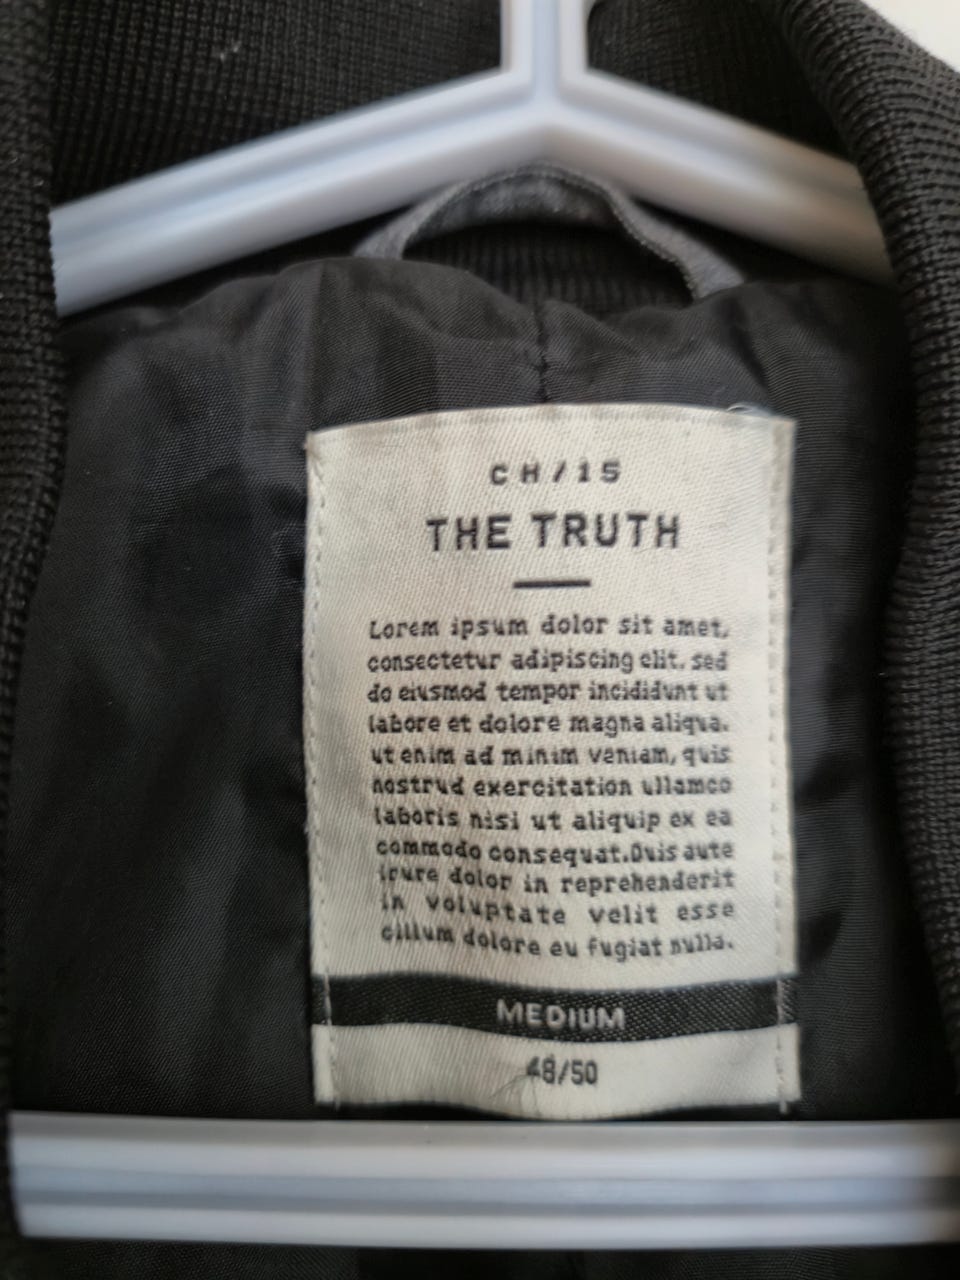 CH/15
THE TRUTH
Lorem ipsum dolor sit amet,
consectetur adipiscing elit, sed
do eiusmod tempor incididunt ut
labore et dolore magna aliqua.
ut enim ad minim veniam, quis
nostrud exercitation ullamco
laboris nisi ut aliquip ex ea
commodo consequat.Duis aute
irure dolor in reprehenderit
in voluptate velit esse
cillum dolore eu fugiat nulla.
MEDIUM
48/50